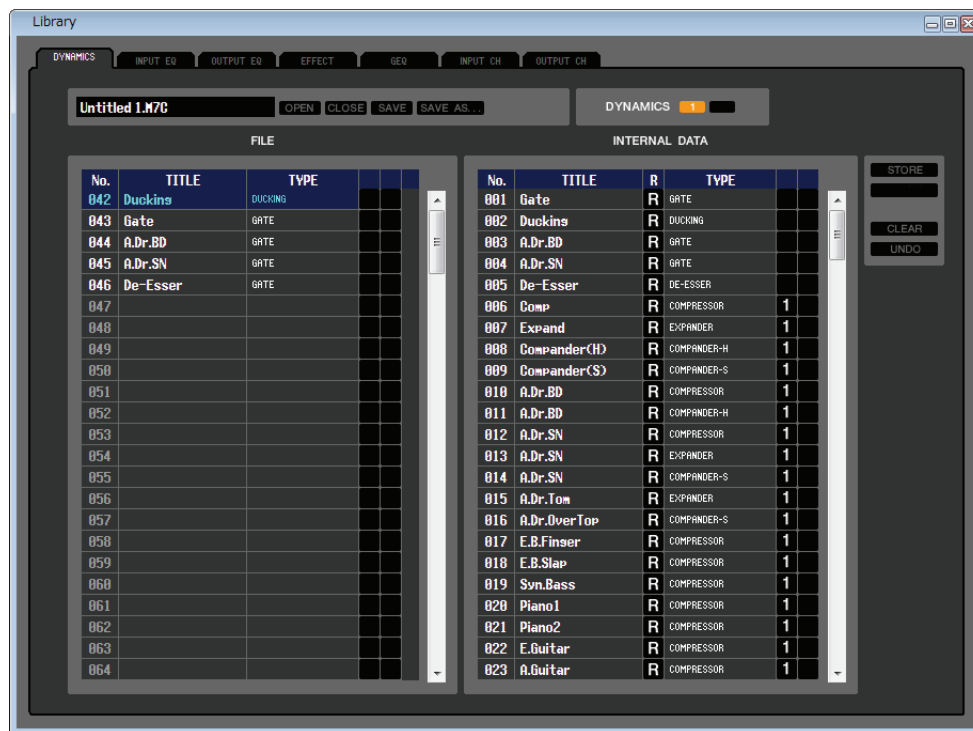 Library
DYNAMICS INPUT EQ OUTPUT EQ EFFECT GEQ INPUT CH OUTPUT CH
Untitled 1.M7C OPEN CLOSE SAVE SAVE AS... DYNAMICS 1
FILE INTERNAL DATA
STORE
CLEAR
UNDO
No. TITLE TYPE
042 Ducking DUCKING
043 Gate GATE
044 A.Dr.BD GATE
045 A.Dr.SN GATE
046 De-Esser GATE
047
048
049
050
051
052
053
054
055
056
057
058
059
060
061
062
063
064
No. TITLE R TYPE
001 Gate R GATE
002 Ducking R DUCKING
003 A.Dr.BD R GATE
004 A.Dr.SN R GATE
005 De-Esser R DE-ESSER
006 Comp R COMPRESSOR 1
007 Expand R EXPANDER 1
008 Compander(H) R COMPANDER-H 1
009 Compander(S) R COMPANDER-S 1
010 A.Dr.BD R COMPRESSOR 1
011 A.Dr.BD R COMPANDER-H 1
012 A.Dr.SN R COMPRESSOR 1
013 A.Dr.SN R EXPANDER 1
014 A.Dr.SN R COMPANDER-S 1
015 A.Dr.Tom R EXPANDER 1
016 A.Dr.OverTop R COMPANDER-S 1
017 E.B.Finger R COMPRESSOR 1
018 E.B.Slap R COMPRESSOR 1
019 Syn.Bass R COMPRESSOR 1
020 Piano1 R COMPRESSOR 1
021 Piano2 R COMPRESSOR 1
022 E.Guitar R COMPRESSOR 1
023 A.Guitar R COMPRESSOR 1